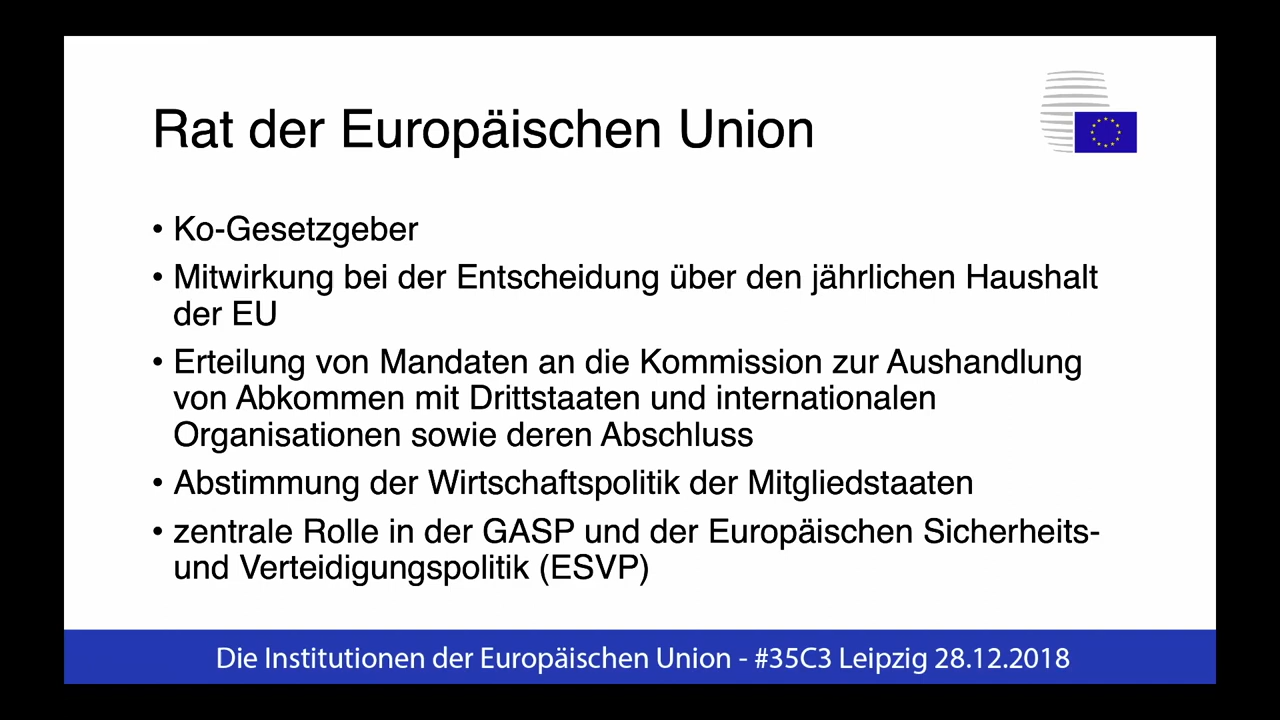 Rat der Europäischen Union
• Ko-Gesetzgeber
• Mitwirkung bei der Entscheidung über den jährlichen Haushalt
der EU
• Erteilung von Mandaten an die Kommission zur Aushandlung
von Abkommen mit Drittstaaten und internationalen
Organisationen sowie deren Abschluss
• Abstimmung der Wirtschaftspolitik der Mitgliedstaaten
• zentrale Rolle in der GASP und der Europäischen Sicherheits-
und Verteidigungspolitik (ESVP)
Die Institutionen der Europäischen Union - #35C3 Leipzig 28.12.2018